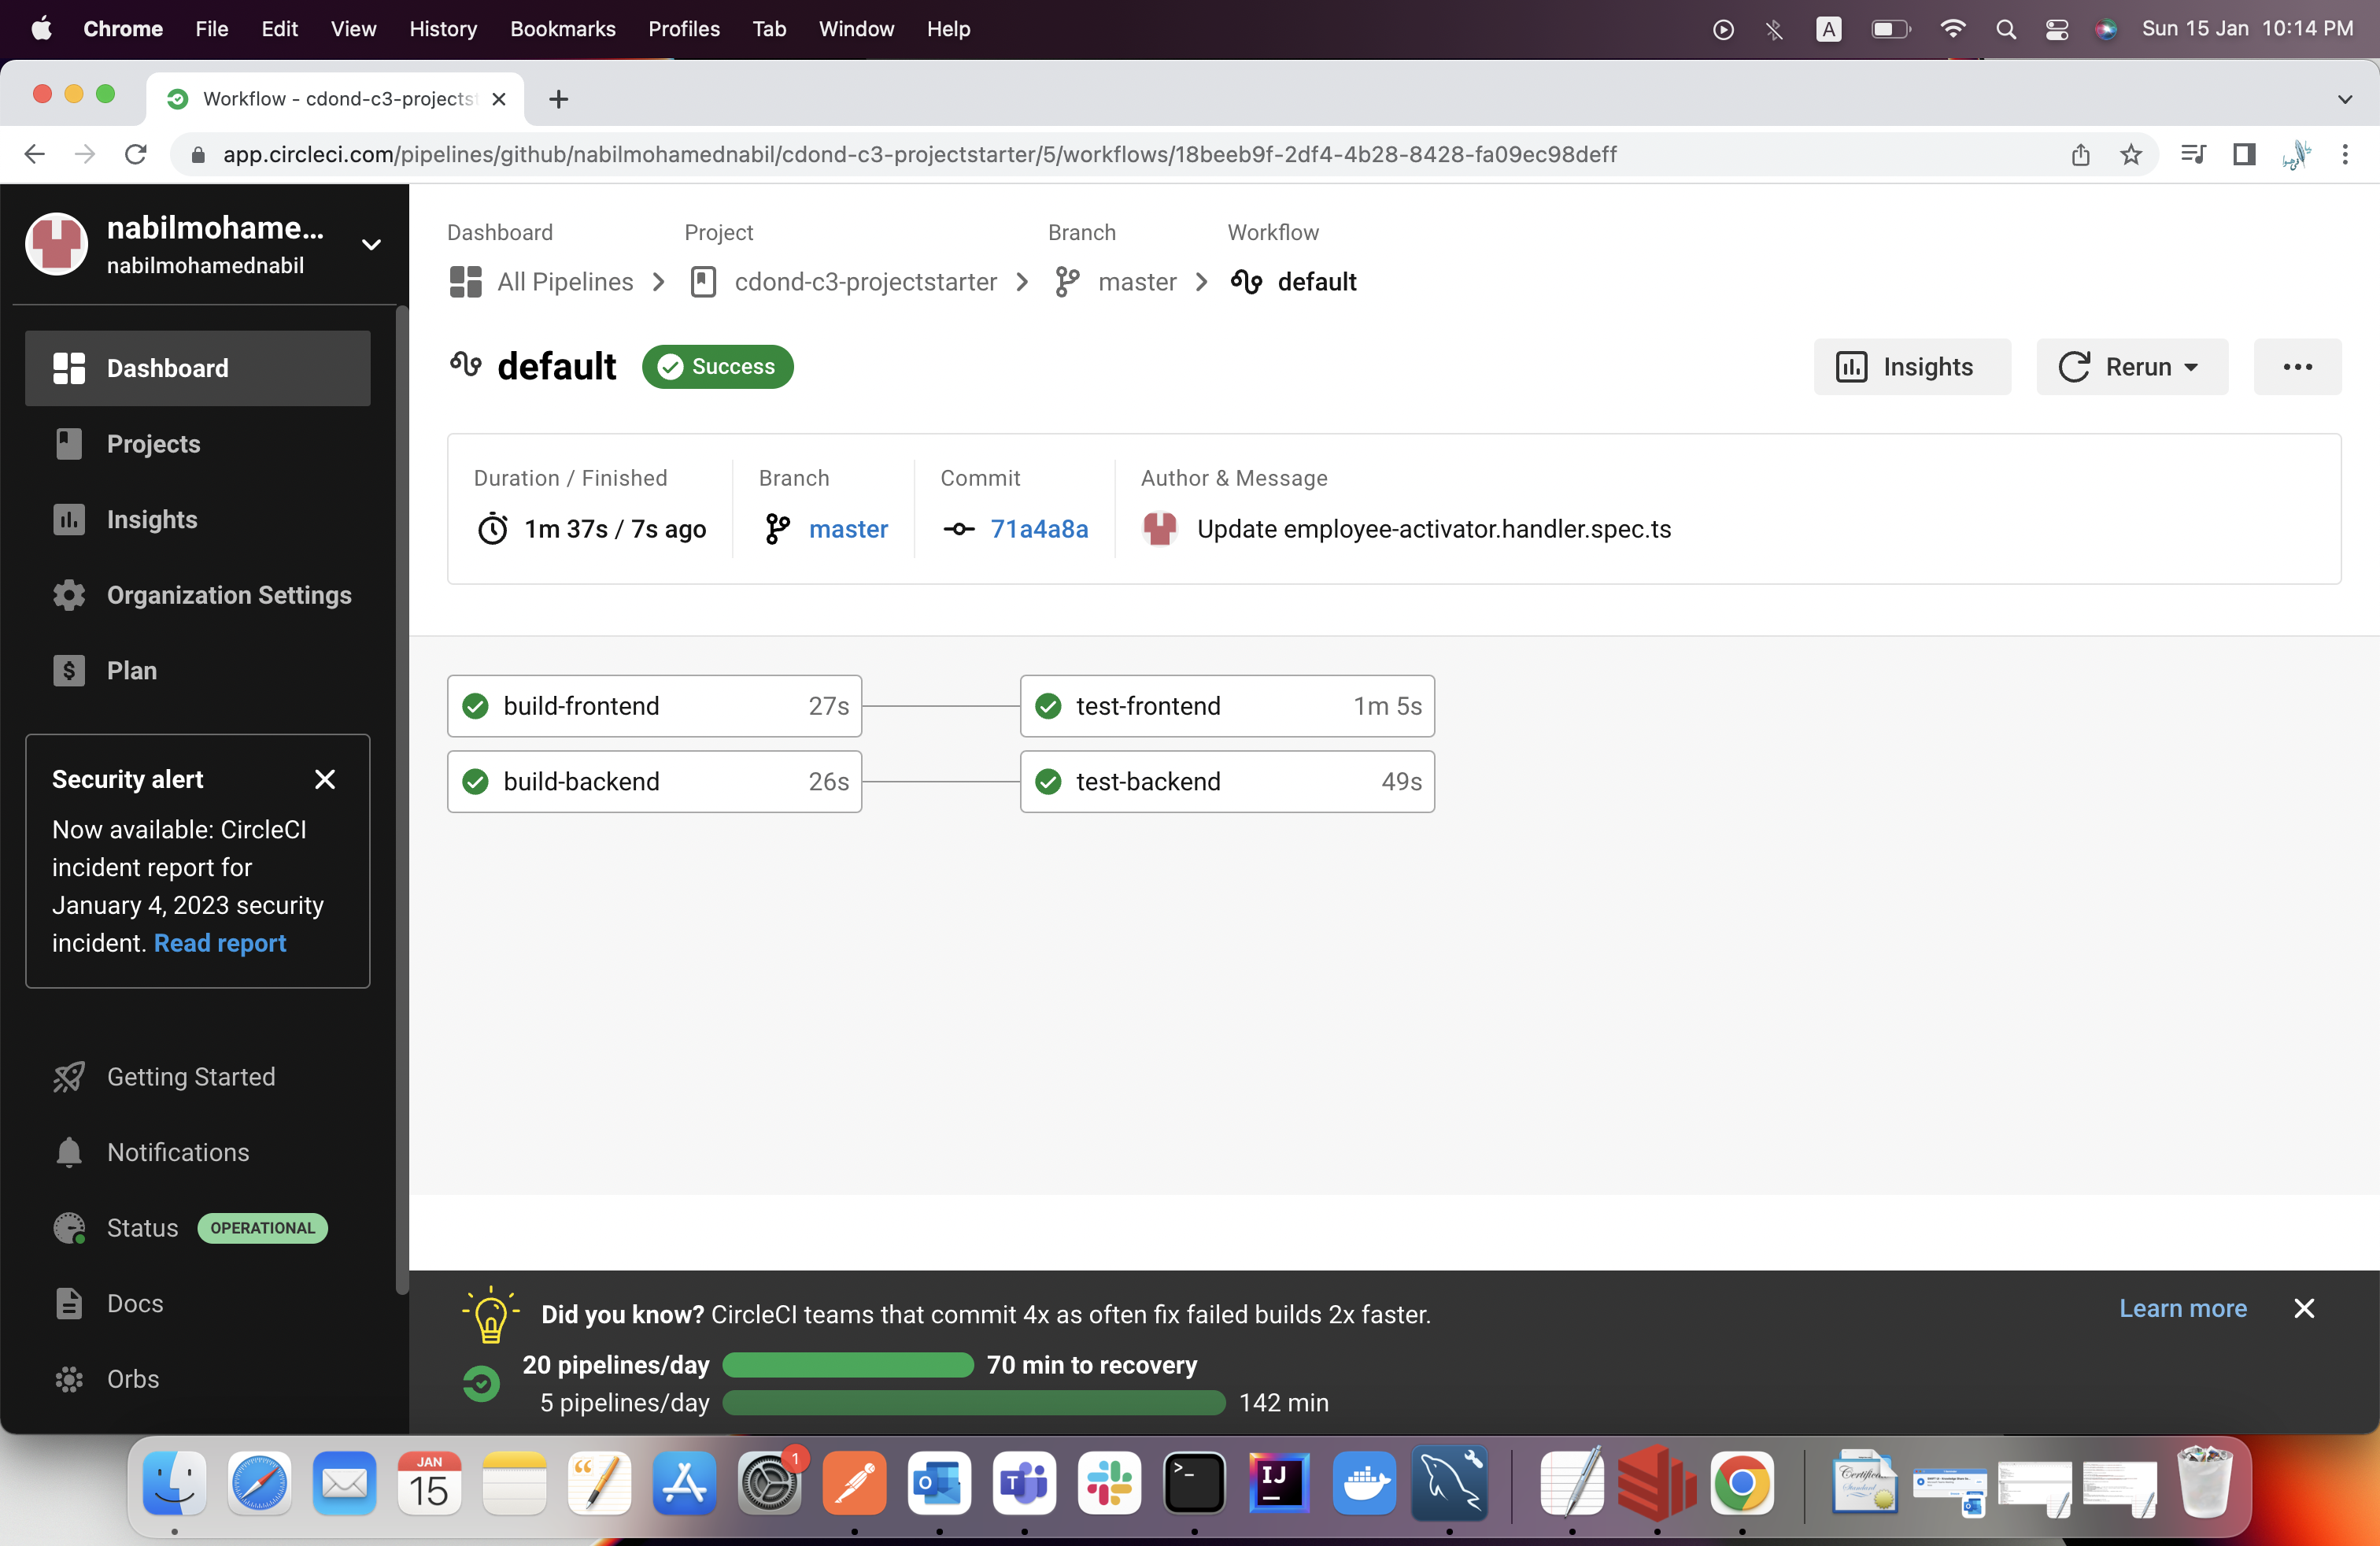 Chrome File Edit View History Bookmarks Profiles Tab Window Help A Sun 15 Jan 10:14 PM
Workflow - cdond-c3-projectst
app.circleci.com/pipelines/github/nabilmohamednabil/cdond-c3-projectstarter/5/workflows/18beeb9f-2df4-4b28-8428-fa09ec98deff
nabilmohame...
nabilmohamednabil
Dashboard
Projects
Insights
Organization Settings
Plan
Security alert
Now available: CircleCI
incident report for
January 4, 2023 security
incident. Read report
Getting Started
Notifications
Status OPERATIONAL
Docs
Orbs
Dashboard Project Branch Workflow
All Pipelines cdond-c3-projectstarter master default
default Success Insights Rerun
Duration / Finished Branch Commit Author & Message
1m 37s / 7s ago master 71a4a8a Update employee-activator.handler.spec.ts
build-frontend 27s test-frontend 1m 5s
build-backend 26s test-backend 49s
Did you know? CircleCI teams that commit 4x as often fix failed builds 2x faster. Learn more
20 pipelines/day 70 min to recovery
5 pipelines/day 142 min
JAN
15
1
IJ